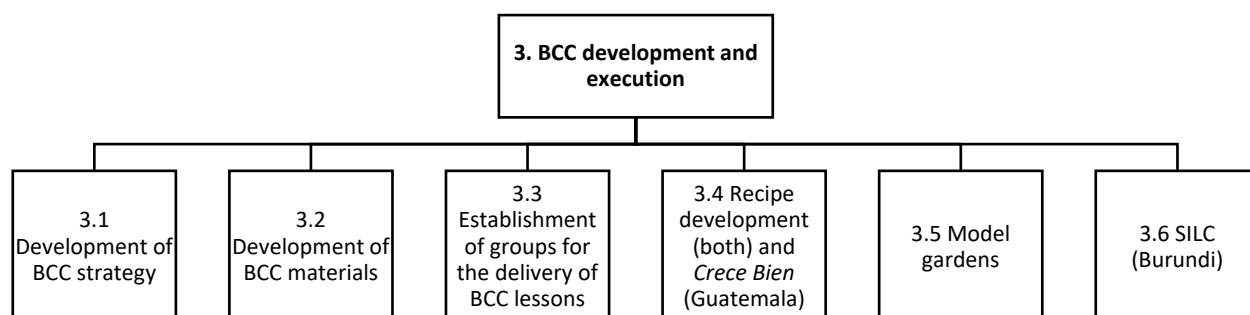 3. BCC development and
execution
3.1
Development of
BCC strategy
3.2
Development of
BCC materials
3.3
Establishment
of groups for
the delivery of
BCC lessons
3.4 Recipe
development
(both) and
Crece Bien
(Guatemala)
3.5 Model
gardens
3.6 SILC
(Burundi)